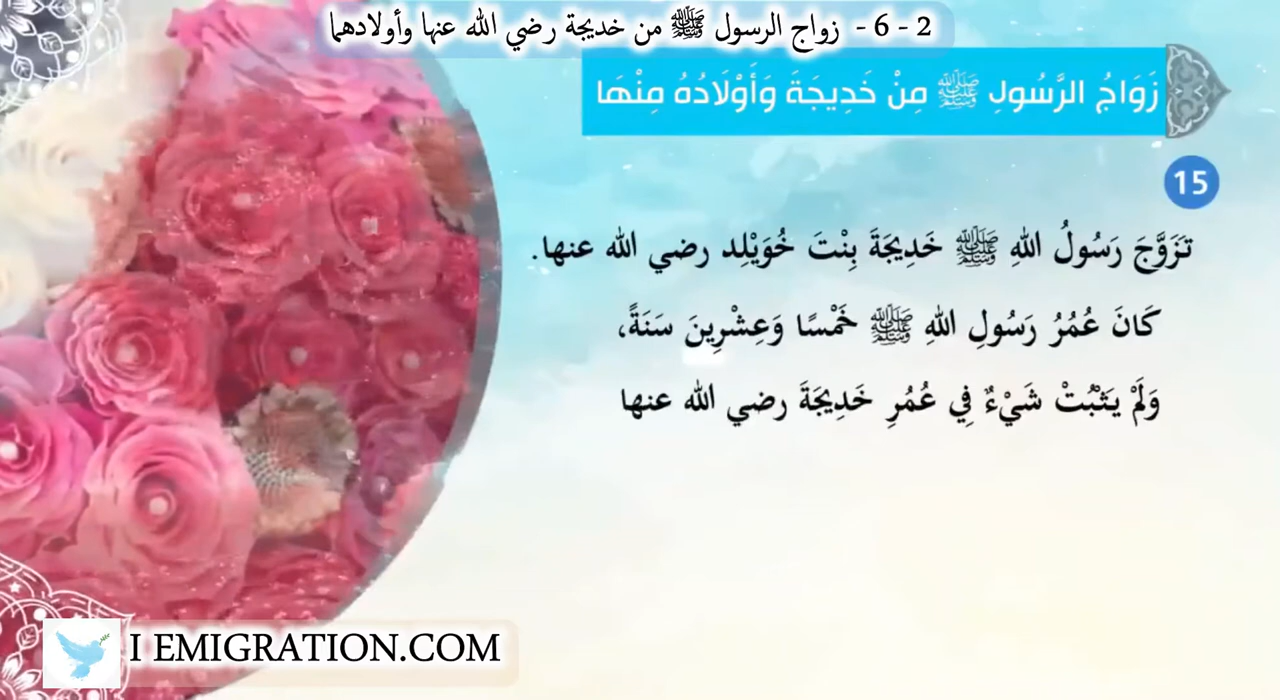 2 - 6 - زواج الرسول ﷺ من خديجة رضي الله عنها وأولادهما
زَوَاجُ الرَّسُولِ ﷺ مِنْ خَدِيجَةَ وَأَوْلَادُهُ مِنْهَا
15
تَزَوَّجَ رَسُولُ اللهِ ﷺ خَدِيجَةَ بِنْتَ خُوَيْلِد رضي الله عنها.
كَانَ عُمُرُ رَسُولِ اللهِ ﷺ خَمْسًا وَعِشْرِينَ سَنَةً،
وَلَمْ يَثْبُتْ شَيْءٌ فِي عُمُرِ خَدِيجَةَ رضي الله عنها
I EMIGRATION.COM